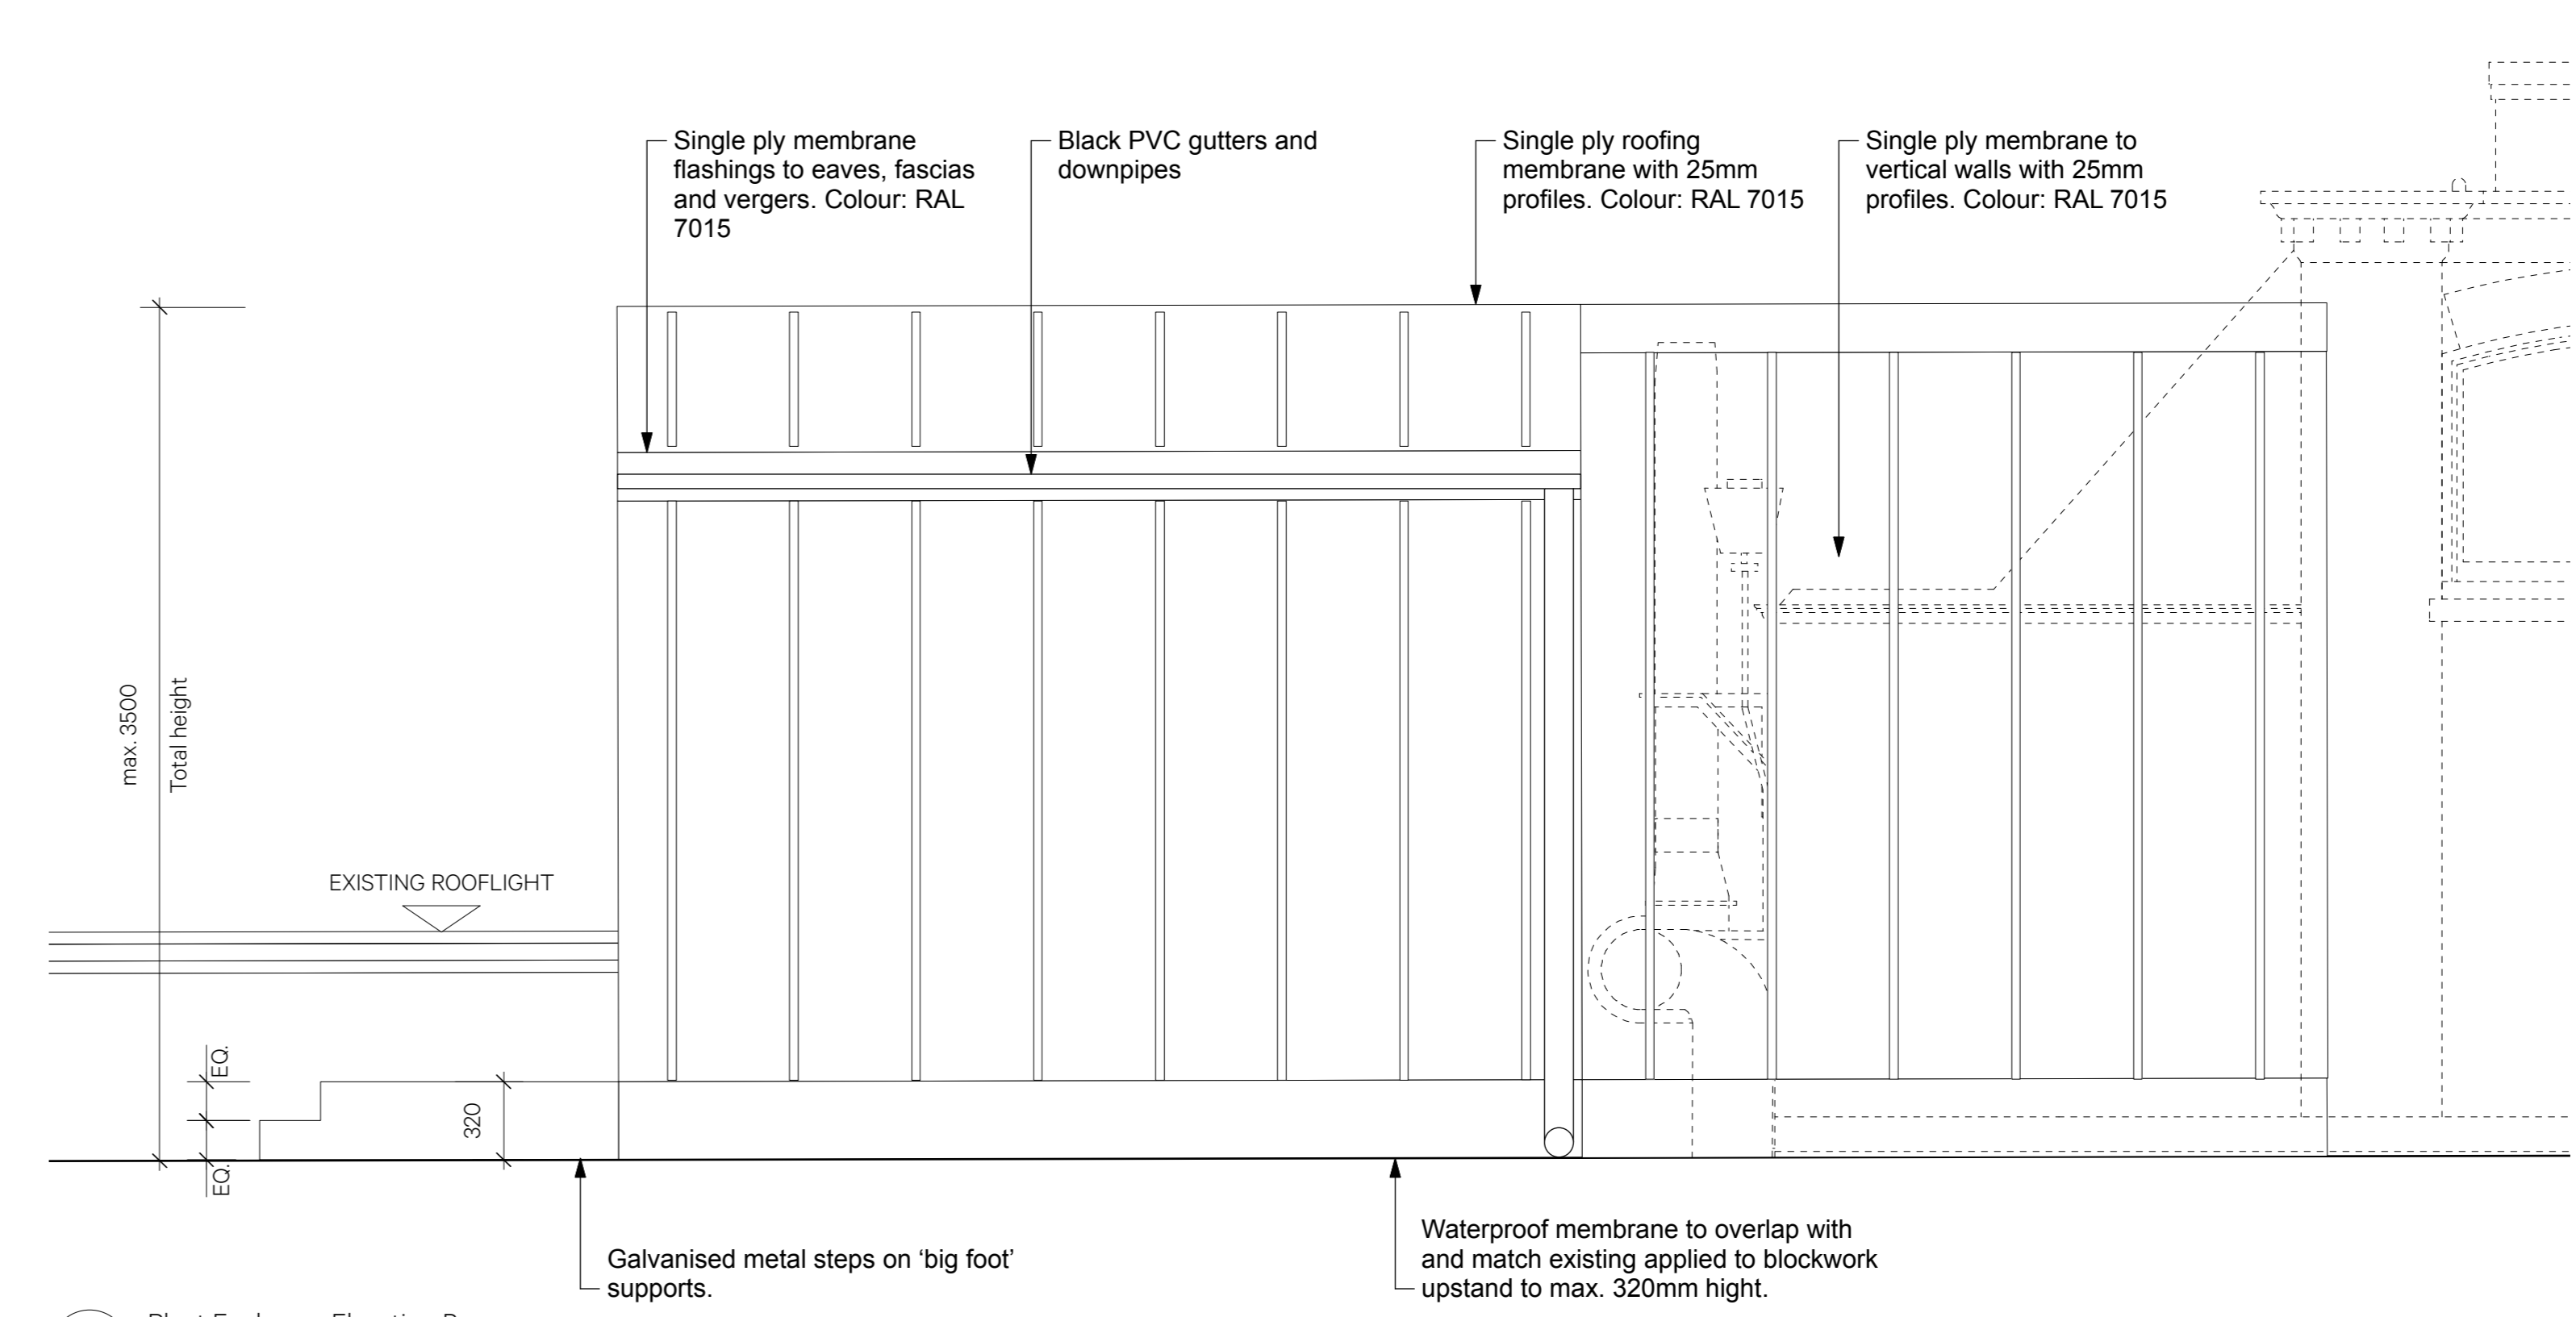 Single ply membrane
flashings to eaves, fascias
and vergers. Colour: RAL
7015
Black PVC gutters and
downpipes
Single ply roofing
membrane with 25mm
profiles. Colour: RAL 7015
Single ply membrane to
vertical walls with 25mm
profiles. Colour: RAL 7015
max. 3500
Total height
EXISTING ROOFLIGHT
EQ.
320
EQ.
Galvanised metal steps on ‘big foot’
supports.
Waterproof membrane to overlap with
and match existing applied to blockwork
upstand to max. 320mm hight.